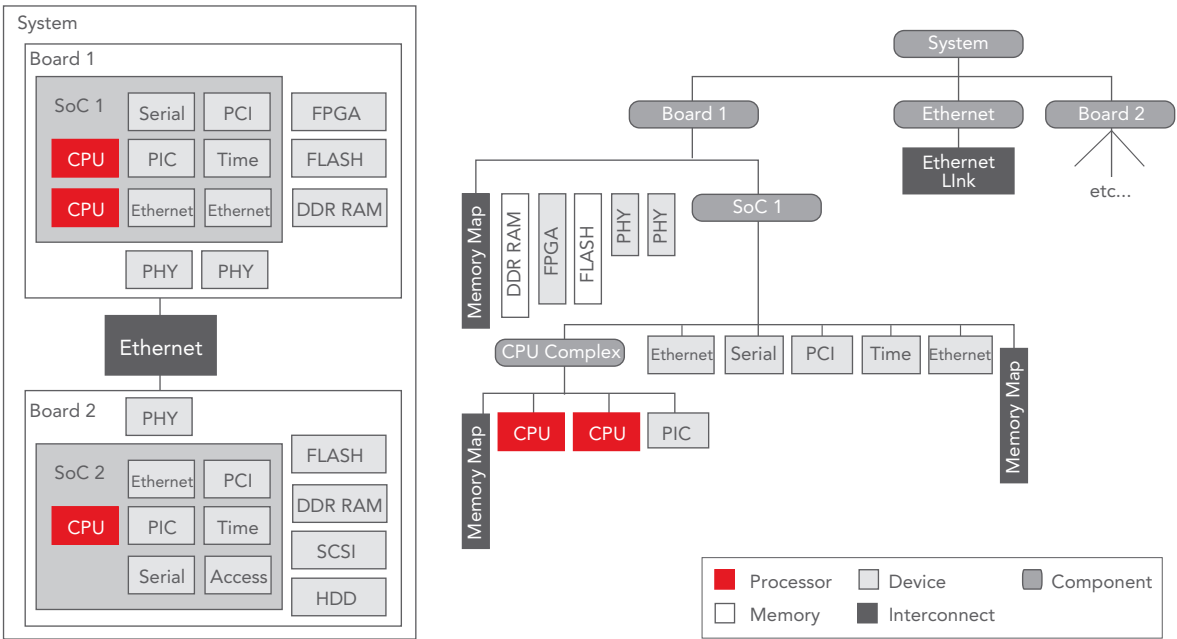 System
Board 1
SoC 1
Serial
PCI
FPGA
CPU
PIC
Time
FLASH
CPU
Ethernet
Ethernet
DDR RAM
PHY
PHY
Ethernet
Board 2
PHY
SoC 2
Ethernet
PCI
FLASH
CPU
PIC
Time
DDR RAM
Serial
Access
SCSI
HDD
System
Board 1
Ethernet
Board 2
Ethernet
LInk
etc...
Memory Map
DDR RAM
FPGA
FLASH
PHY
PHY
SoC 1
CPU Complex
Ethernet
Serial
PCI
Time
Ethernet
Memory Map
Memory Map
CPU
CPU
PIC
Processor
Device
Component
Memory
Interconnect